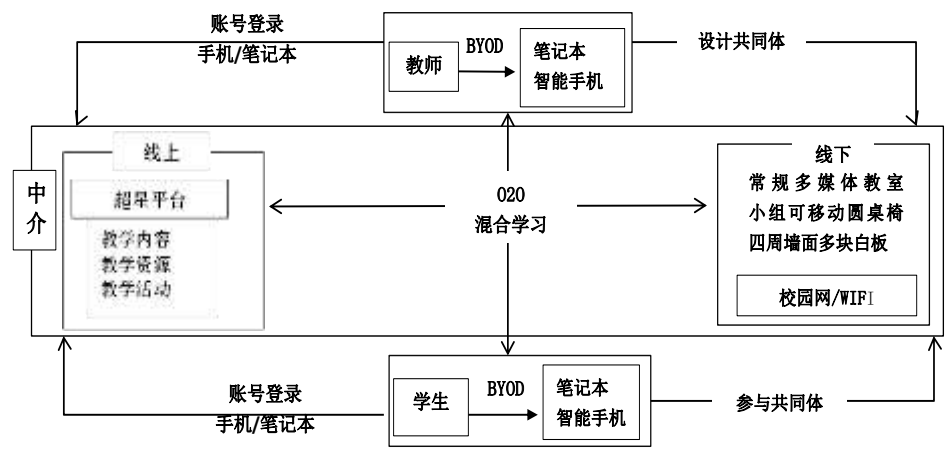 账号登录
手机/笔记本
教师
BYOD
笔记本
智能手机
设计共同体
中介
线上
超星平台
教学内容
教学资源
教学活动
O2O
混合学习
线下
常规多媒体教室
小组可移动圆桌椅
四周墙面多块白板
校园网/WIFI
账号登录
手机/笔记本
学生
BYOD
笔记本
智能手机
参与共同体